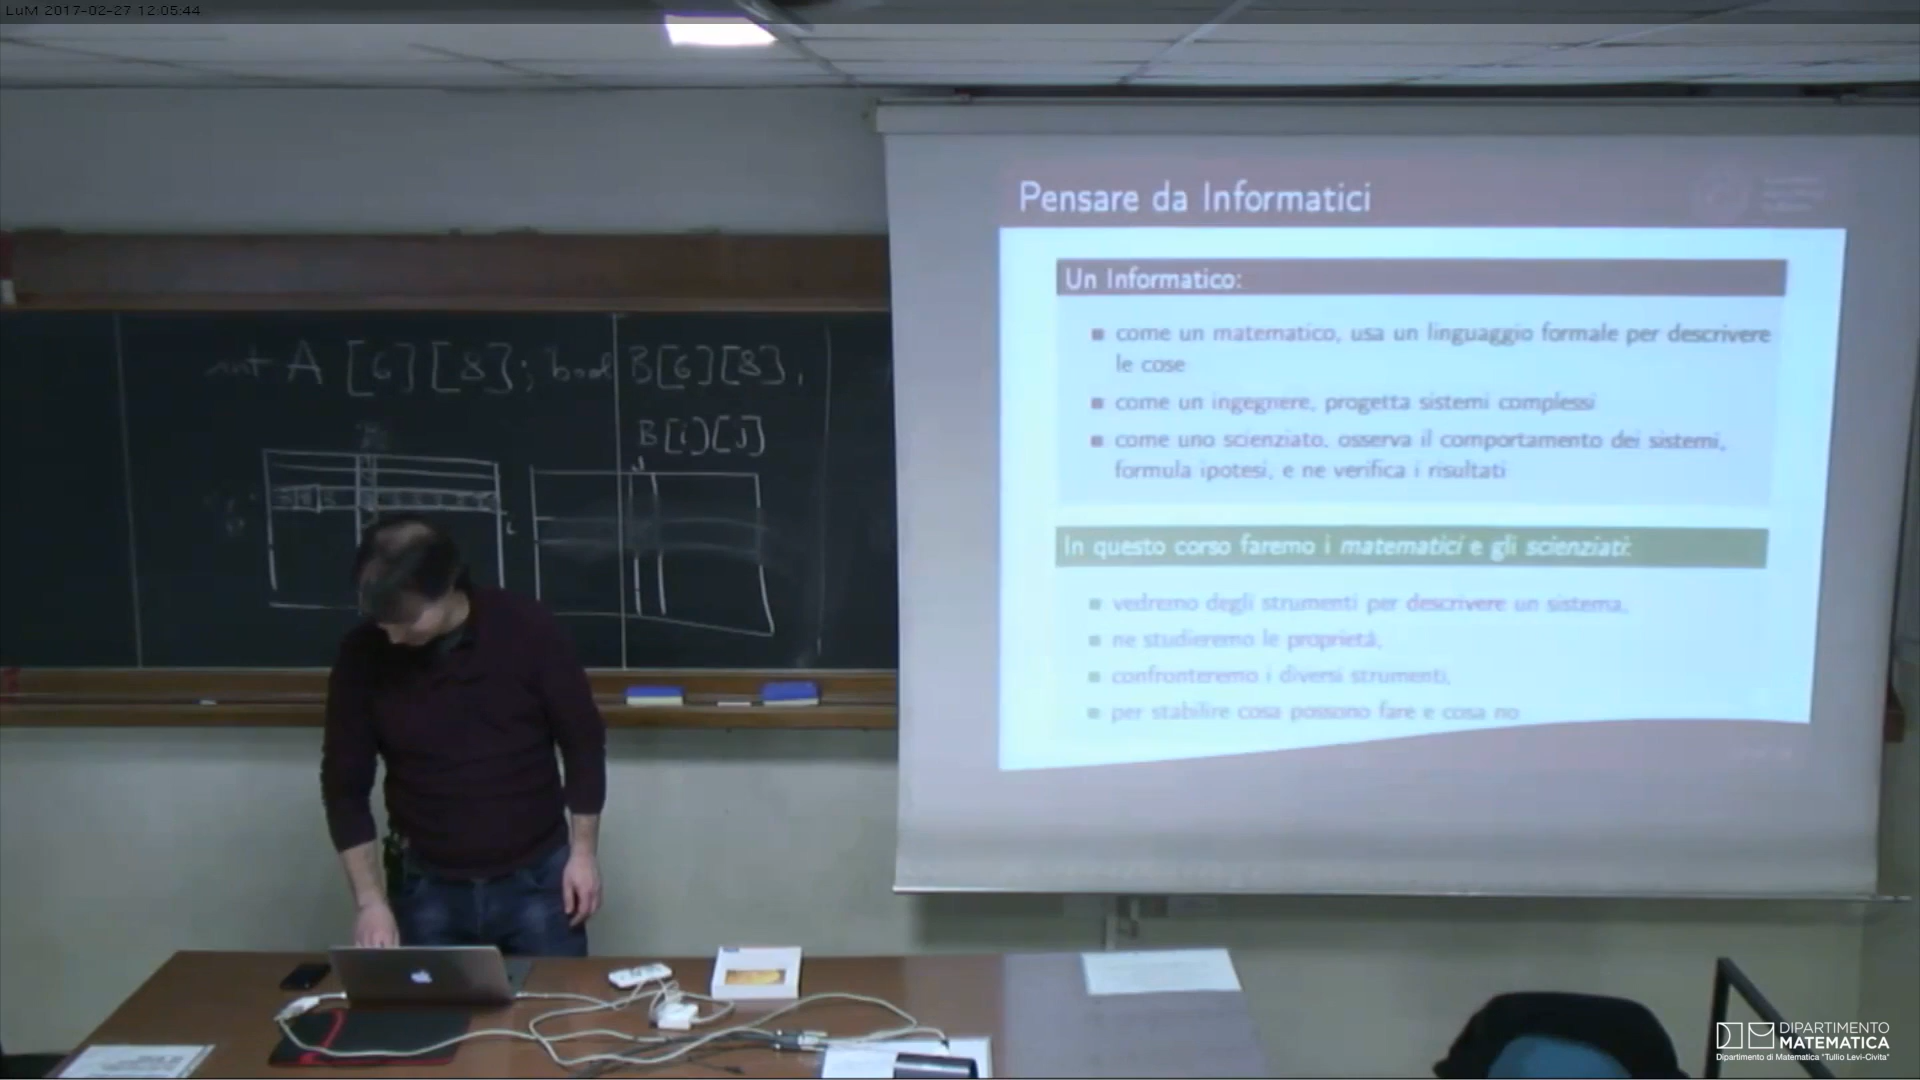 LuM 2017-02-27 12:05:44
int A [6][8]; bool B[6][8],
B[i][j]
j
i
Pensare da Informatici
Un Informatico:
come un matematico, usa un linguaggio formale per descrivere
le cose
come un ingegnere, progetta sistemi complessi
come uno scienziato, osserva il comportamento dei sistemi,
formula ipotesi, e ne verifica i risultati
In questo corso faremo i matematici e gli scienziati:
vedremo degli strumenti per descrivere un sistema,
ne studieremo le proprietà,
confronteremo i diversi strumenti,
per stabilire cosa possono fare e cosa no
DIPARTIMENTO
MATEMATICA
Dipartimento di Matematica "Tullio Levi-Civita"